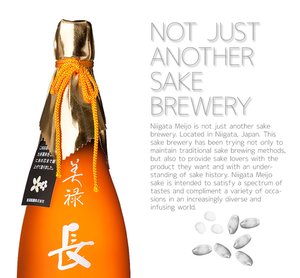 NOT JUST
ANOTHER
SAKE
BREWERY
Niigata Meijo is not just another sake
brewery. Located in Niigata, Japan. This
sake brewery has been trying not only to
maintain traditional sake brewing methods,
but also to provide sake lovers with the
product they want and with an under-
standing of sake history. Niigata Meijo
sake is intended to satisfy a spectrum of
tastes and compliment a variety of occa-
sions in an increasingly diverse and
infusing world.
美禄
長